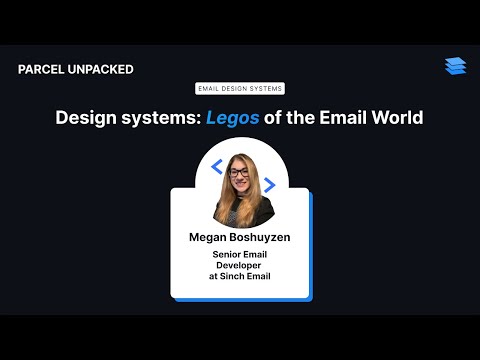 PARCEL UNPACKED
EMAIL DESIGN SYSTEMS
Design systems: Legos of the Email World
< >
Megan Boshuyzen
Senior Email
Developer
at Sinch Email